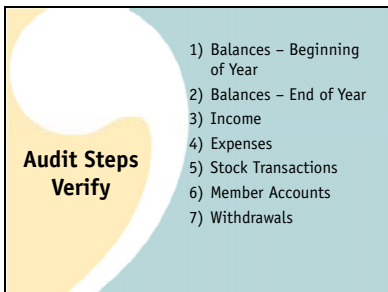 Audit Steps
Verify
1) Balances – Beginning
of Year
2) Balances – End of Year
3) Income
4) Expenses
5) Stock Transactions
6) Member Accounts
7) Withdrawals